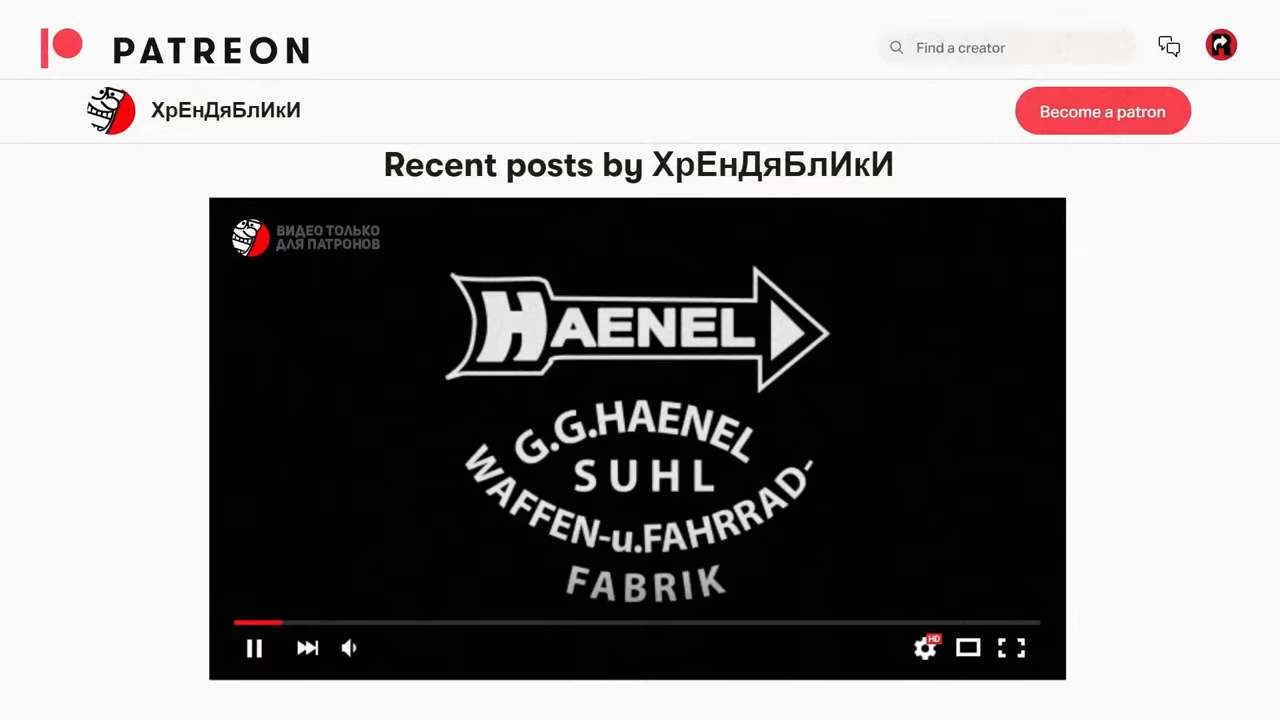 PATREON
Find a creator
ХрЕнДяБлИкИ
Become a patron
Recent posts by ХрЕнДяБлИкИ
ВИДЕО ТОЛЬКО
ДЛЯ ПАТРОНОВ
HAENEL
G.G.HAENEL
SUHL
WAFFEN-u.FAHRRAD-
FABRIK
HD